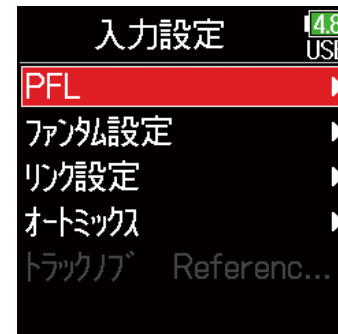 入力設定
4.8
USB
PFL
ファンタム設定
リンク設定
オートミックス
トラックノブ Referenc...